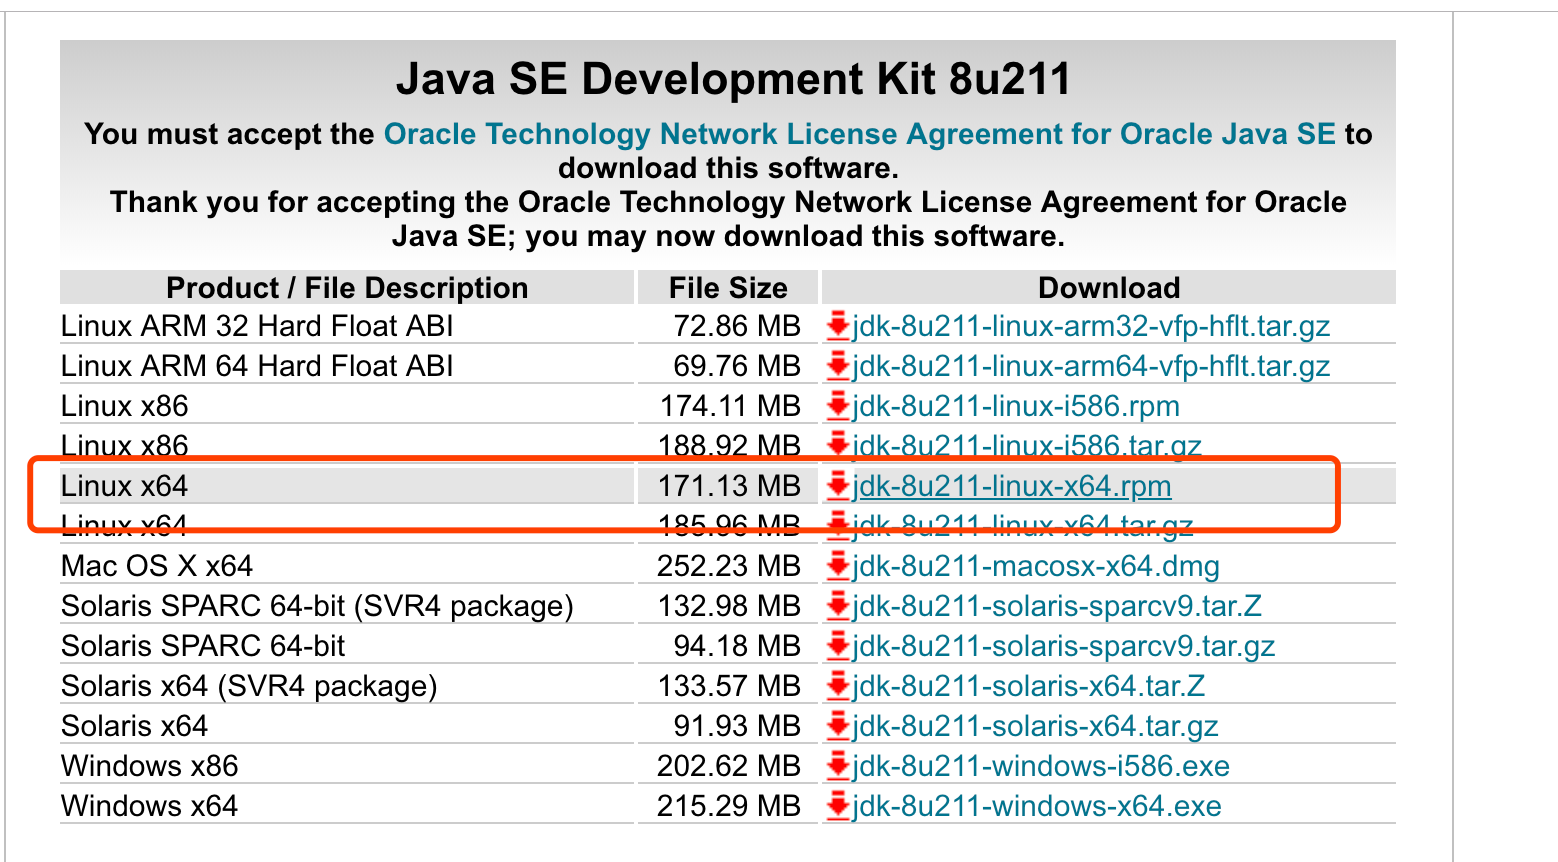 Java SE Development Kit 8u211
You must accept the Oracle Technology Network License Agreement for Oracle Java SE to
download this software.
Thank you for accepting the Oracle Technology Network License Agreement for Oracle
Java SE; you may now download this software.
Product / File Description File Size Download
Linux ARM 32 Hard Float ABI 72.86 MB jdk-8u211-linux-arm32-vfp-hflt.tar.gz
Linux ARM 64 Hard Float ABI 69.76 MB jdk-8u211-linux-arm64-vfp-hflt.tar.gz
Linux x86 174.11 MB jdk-8u211-linux-i586.rpm
Linux x86 188.92 MB jdk-8u211-linux-i586.tar.gz
Linux x64 171.13 MB jdk-8u211-linux-x64.rpm
Linux x64 185.96 MB jdk-8u211-linux-x64.tar.gz
Mac OS X x64 252.23 MB jdk-8u211-macosx-x64.dmg
Solaris SPARC 64-bit (SVR4 package) 132.98 MB jdk-8u211-solaris-sparcv9.tar.Z
Solaris SPARC 64-bit 94.18 MB jdk-8u211-solaris-sparcv9.tar.gz
Solaris x64 (SVR4 package) 133.57 MB jdk-8u211-solaris-x64.tar.Z
Solaris x64 91.93 MB jdk-8u211-solaris-x64.tar.gz
Windows x86 202.62 MB jdk-8u211-windows-i586.exe
Windows x64 215.29 MB jdk-8u211-windows-x64.exe